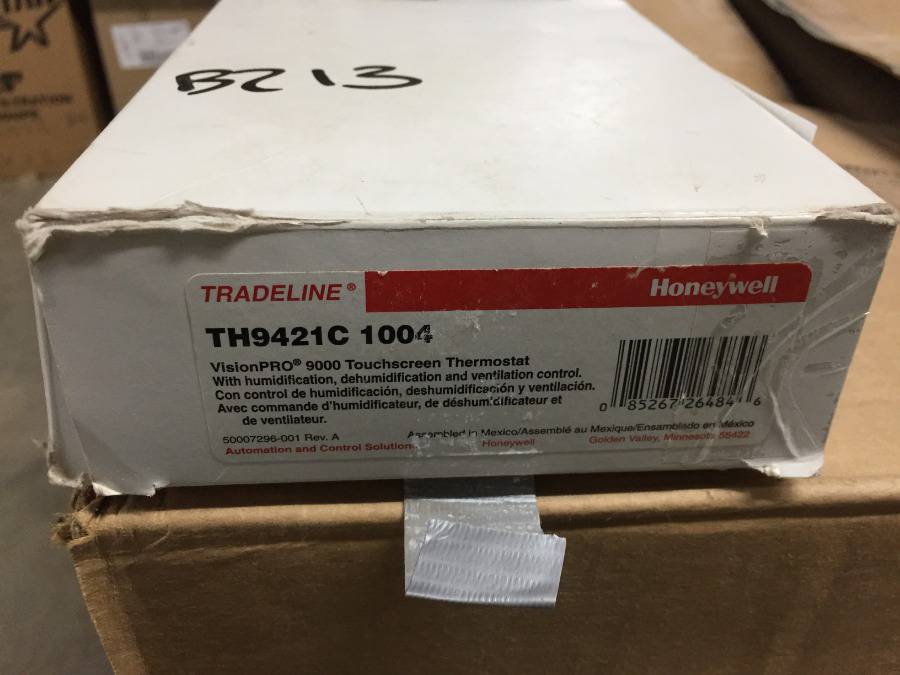 B213
TRADELINE® Honeywell
TH9421C 1004
VisionPRO® 9000 Touchscreen Thermostat
With humidification, dehumidification and ventilation control.
Con control de humidificación, deshumidificación y ventilación.
Avec commande d'humidificateur, de déshumidificateur et
de ventilateur.
0 85267 26484 6
50007296-001 Rev. A
Assembled in Mexico/Assemblé au Mexique/Ensamblado en México
Automation and Control Solution Honeywell Golden Valley, Minnesota 55422